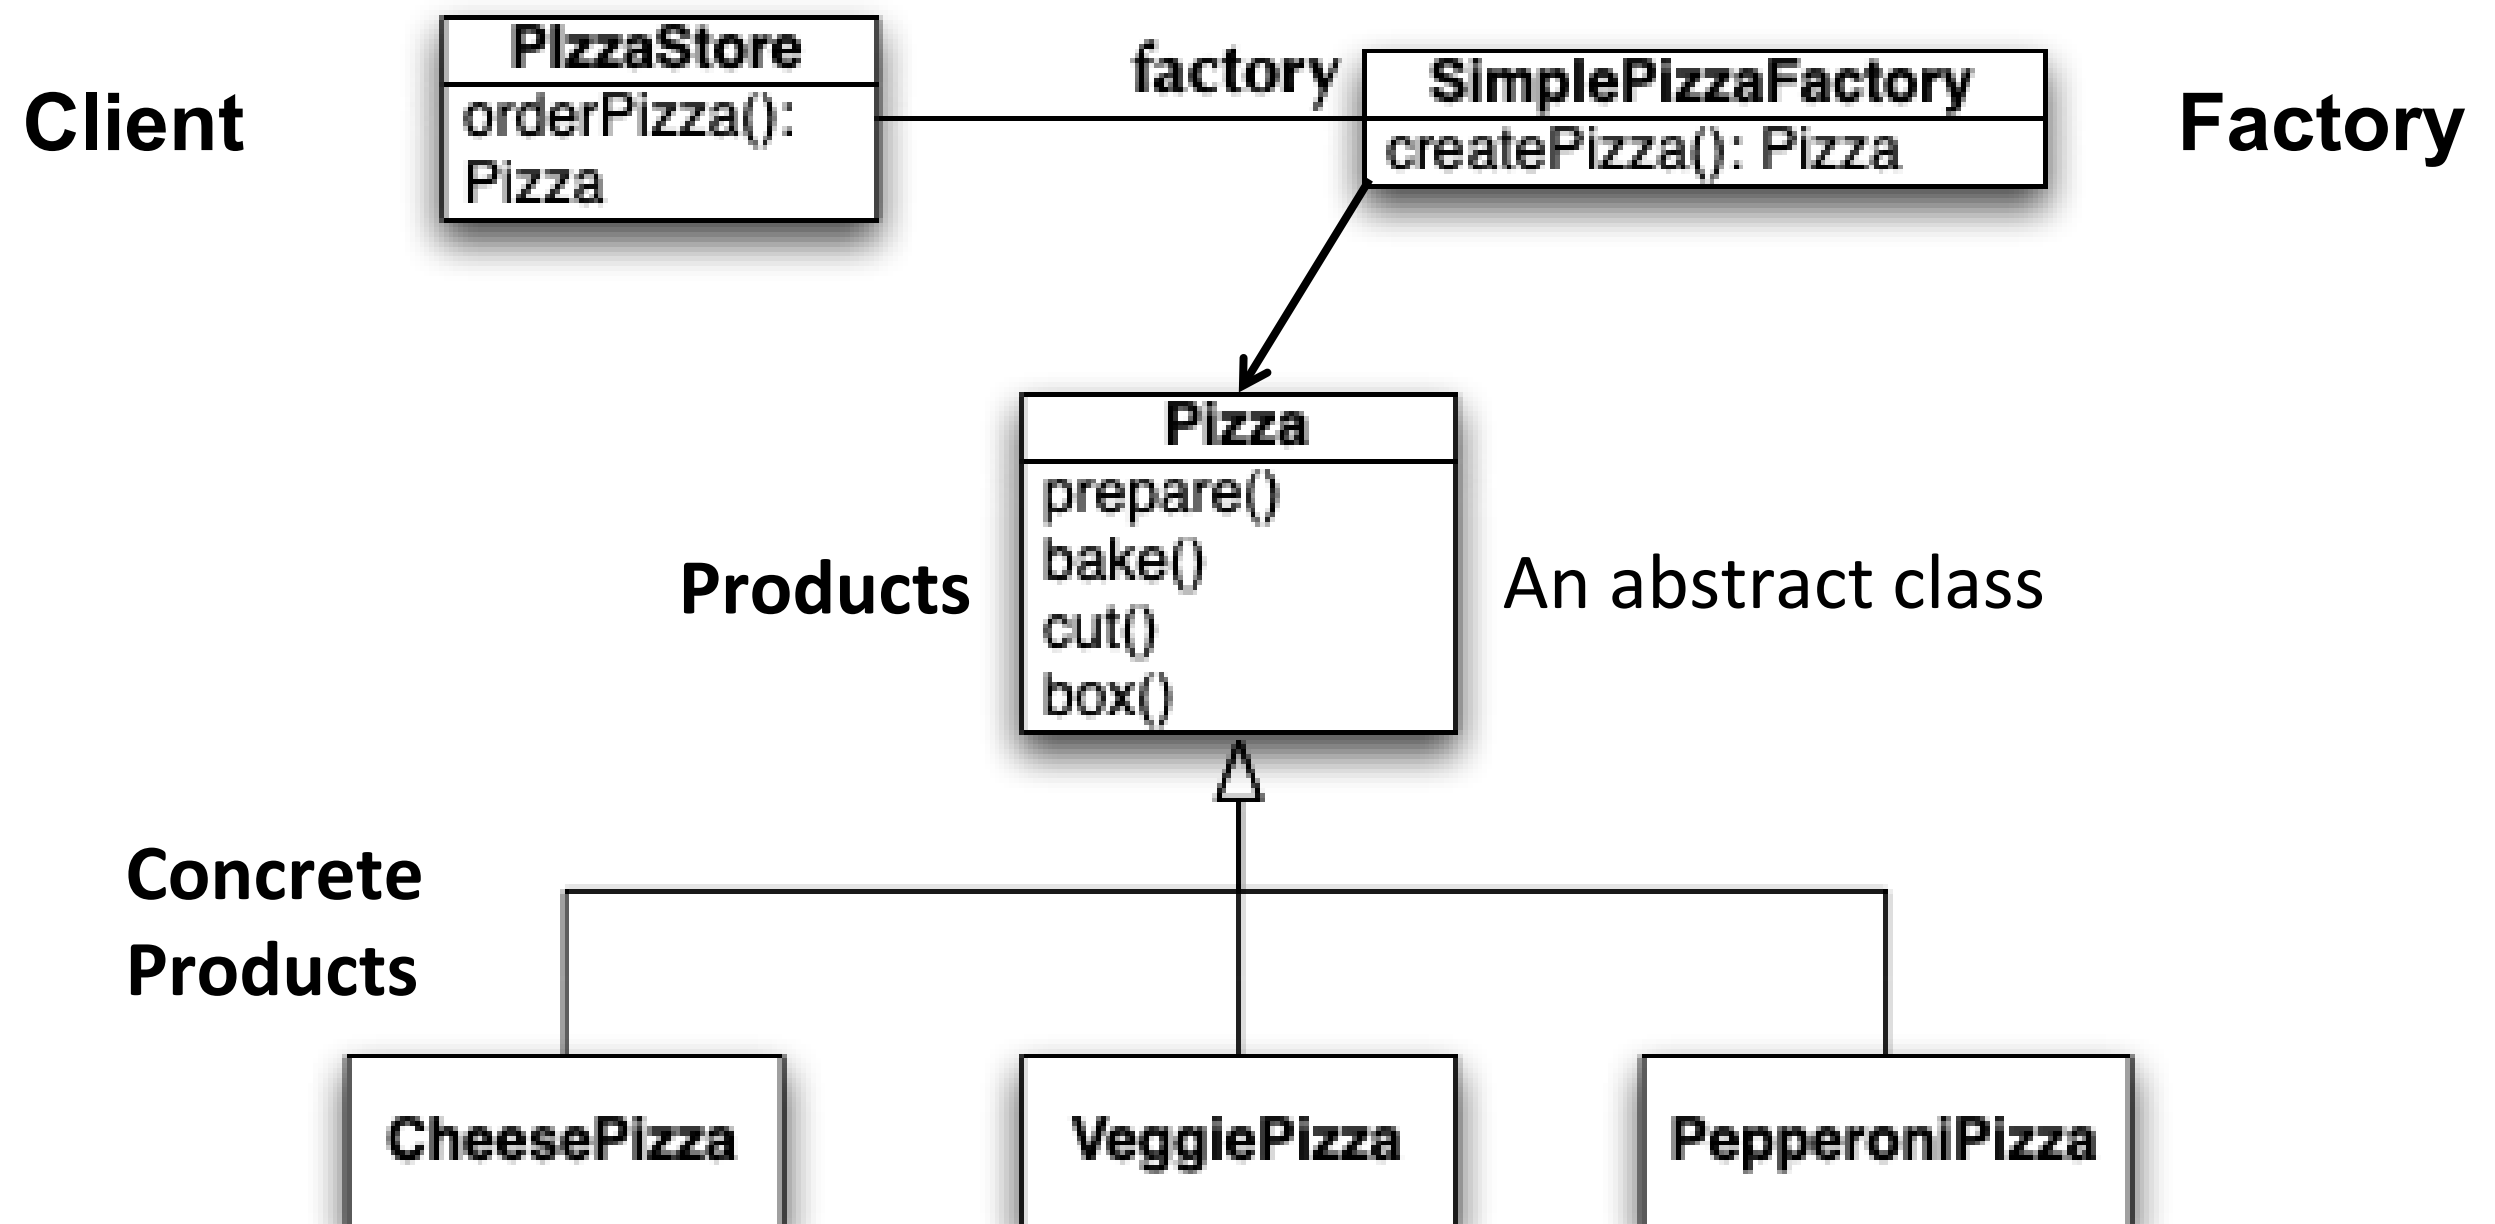 PIzzaStore
orderPizza():
Pizza
Client
factory
SimplePizzaFactory
createPizza(): Pizza
Factory
Pizza
prepare()
bake()
cut()
box()
Products
An abstract class
Concrete
Products
CheesePizza
VeggiePizza
PepperoniPizza